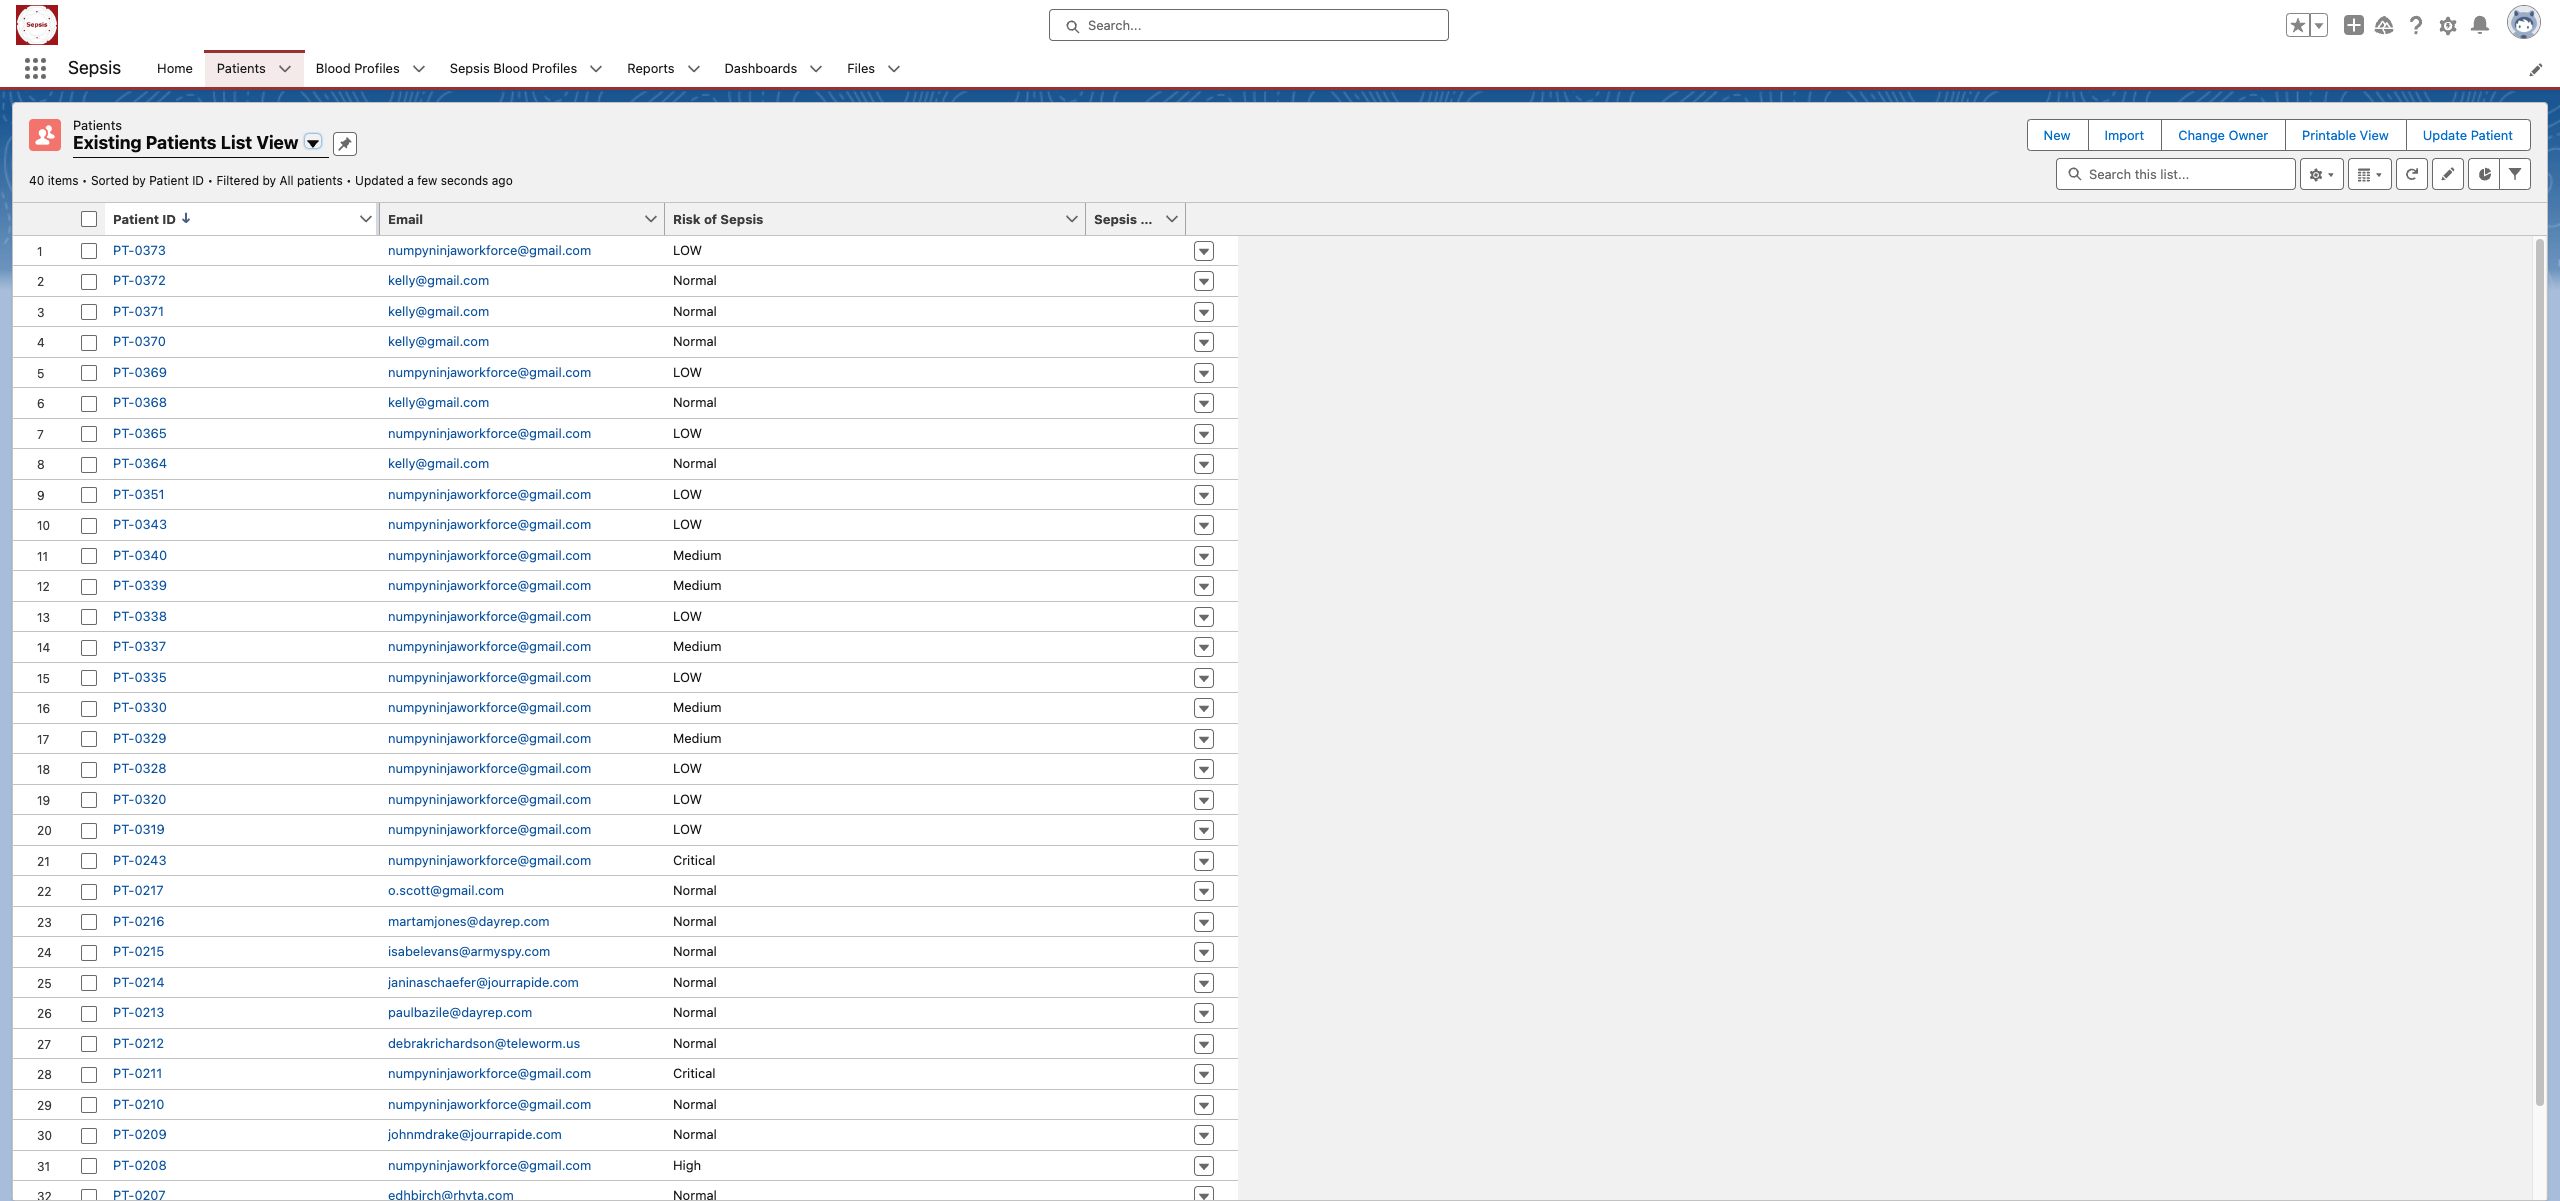 Sepsis
Search...
Sepsis Home Patients Blood Profiles Sepsis Blood Profiles Reports Dashboards Files
Patients
Existing Patients List View
New Import Change Owner Printable View Update Patient
40 items • Sorted by Patient ID • Filtered by All patients • Updated a few seconds ago
Search this list...
Patient ID Email Risk of Sepsis Sepsis ...
1 PT-0373 numpyninjaworkforce@gmail.com LOW
2 PT-0372 kelly@gmail.com Normal
3 PT-0371 kelly@gmail.com Normal
4 PT-0370 kelly@gmail.com Normal
5 PT-0369 numpyninjaworkforce@gmail.com LOW
6 PT-0368 kelly@gmail.com Normal
7 PT-0365 numpyninjaworkforce@gmail.com LOW
8 PT-0364 kelly@gmail.com Normal
9 PT-0351 numpyninjaworkforce@gmail.com LOW
10 PT-0343 numpyninjaworkforce@gmail.com LOW
11 PT-0340 numpyninjaworkforce@gmail.com Medium
12 PT-0339 numpyninjaworkforce@gmail.com Medium
13 PT-0338 numpyninjaworkforce@gmail.com LOW
14 PT-0337 numpyninjaworkforce@gmail.com Medium
15 PT-0335 numpyninjaworkforce@gmail.com LOW
16 PT-0330 numpyninjaworkforce@gmail.com Medium
17 PT-0329 numpyninjaworkforce@gmail.com Medium
18 PT-0328 numpyninjaworkforce@gmail.com LOW
19 PT-0320 numpyninjaworkforce@gmail.com LOW
20 PT-0319 numpyninjaworkforce@gmail.com LOW
21 PT-0243 numpyninjaworkforce@gmail.com Critical
22 PT-0217 o.scott@gmail.com Normal
23 PT-0216 martamjones@dayrep.com Normal
24 PT-0215 isabelevans@armyspy.com Normal
25 PT-0214 janinaschaefer@jourrapide.com Normal
26 PT-0213 paulbazile@dayrep.com Normal
27 PT-0212 debrakrichardson@teleworm.us Normal
28 PT-0211 numpyninjaworkforce@gmail.com Critical
29 PT-0210 numpyninjaworkforce@gmail.com Normal
30 PT-0209 johnmdrake@jourrapide.com Normal
31 PT-0208 numpyninjaworkforce@gmail.com High
32 PT-0207 edhbirch@rhyta.com Normal